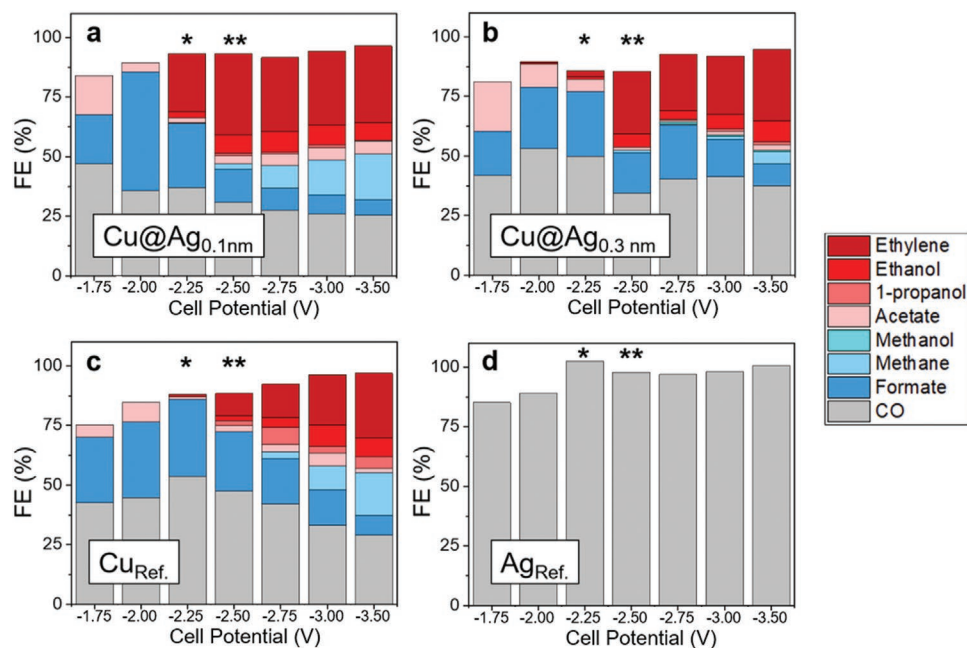 a
* **
FE (%)
100
75
50
25
0
Cu@Ag0.1nm
-1.75 -2.00 -2.25 -2.50 -2.75 -3.00 -3.50
Cell Potential (V)
b
* **
FE (%)
100
75
50
25
0
Cu@Ag0.3 nm
-1.75 -2.00 -2.25 -2.50 -2.75 -3.00 -3.50
Cell Potential (V)
Ethylene
Ethanol
1-propanol
Acetate
Methanol
Methane
Formate
CO
c
* **
FE (%)
100
75
50
25
0
CuRef.
-1.75 -2.00 -2.25 -2.50 -2.75 -3.00 -3.50
Cell Potential (V)
d
* **
FE (%)
100
75
50
25
0
AgRef.
-1.75 -2.00 -2.25 -2.50 -2.75 -3.00 -3.50
Cell Potential (V)